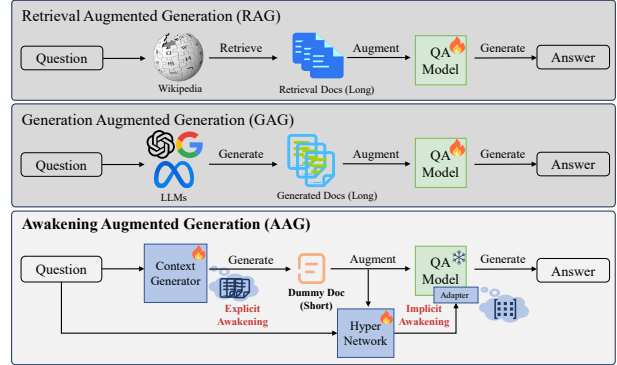 Retrieval Augmented Generation (RAG)
Question
Retrieve
Augment
QA
Model
Generate
Answer
Wikipedia
Retrieval Docs (Long)
Generation Augmented Generation (GAG)
Question
Generate
Augment
QA
Model
Generate
Answer
LLMs
Generated Docs (Long)
Awakening Augmented Generation (AAG)
Question
Context
Generator
Generate
Augment
QA
Model
Generate
Answer
Explicit
Awakening
Dummy Doc
(Short)
Adapter
Hyper
Network
Implicit
Awakening